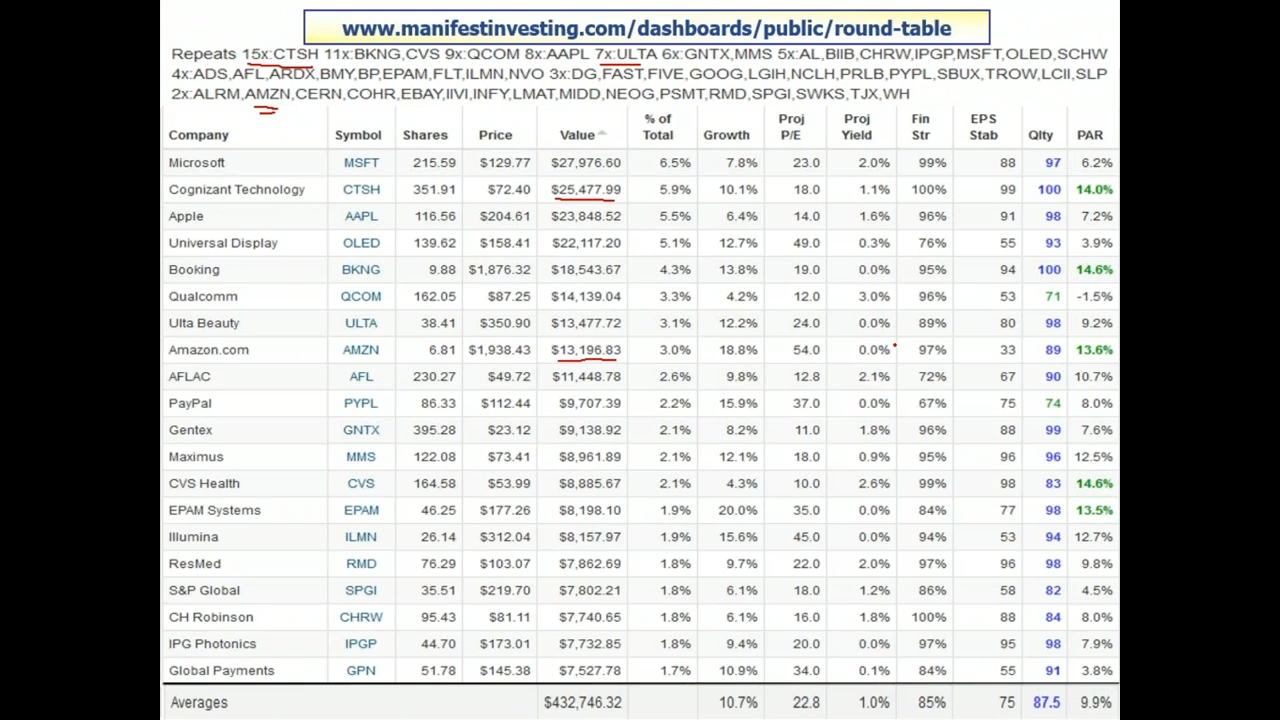 www.manifestinvesting.com/dashboards/public/round-table
Repeats 15x:CTSH 11x:BKNG,CVS 9x:QCOM 8x:AAPL 7x:ULTA 6x:GNTX,MMS 5x:AL,BIIB,CHRW,IPGP,MSFT,OLED,SCHW
4x:ADS,AFL,ARDX,BMY,BP,EPAM,FLT,ILMN,NVO 3x:DG,FAST,FIVE,GOOG,LGIH,NCLH,PRLB,PYPL,SBUX,TROW,LCII,SLP
2x:ALRM,AMZN,CERN,COHR,EBAY,IIVI,INFY,LMAT,MIDD,NEOG,PSMT,RMD,SPGI,SWKS,TJX,WH
Company Symbol Shares Price Value % of Total Growth Proj P/E Proj Yield Fin Str EPS Stab Qlty PAR
Microsoft MSFT 215.59 $129.77 $27,976.60 6.5% 7.8% 23.0 2.0% 99% 88 97 6.2%
Cognizant Technology CTSH 351.91 $72.40 $25,477.99 5.9% 10.1% 18.0 1.1% 100% 99 100 14.0%
Apple AAPL 116.56 $204.61 $23,848.52 5.5% 6.4% 14.0 1.6% 96% 91 98 7.2%
Universal Display OLED 139.62 $158.41 $22,117.20 5.1% 12.7% 49.0 0.3% 76% 55 93 3.9%
Booking BKNG 9.88 $1,876.32 $18,543.67 4.3% 13.8% 19.0 0.0% 95% 94 100 14.6%
Qualcomm QCOM 162.05 $87.25 $14,139.04 3.3% 4.2% 12.0 3.0% 96% 53 71 -1.5%
Ulta Beauty ULTA 38.41 $350.90 $13,477.72 3.1% 12.2% 24.0 0.0% 89% 80 98 9.2%
Amazon.com AMZN 6.81 $1,938.43 $13,196.83 3.0% 18.8% 54.0 0.0% 97% 33 89 13.6%
AFLAC AFL 230.27 $49.72 $11,448.78 2.6% 9.8% 12.8 2.1% 72% 67 90 10.7%
PayPal PYPL 86.33 $112.44 $9,707.39 2.2% 15.9% 37.0 0.0% 67% 75 74 8.0%
Gentex GNTX 395.28 $23.12 $9,138.92 2.1% 8.2% 11.0 1.8% 96% 88 99 7.6%
Maximus MMS 122.08 $73.41 $8,961.89 2.1% 12.1% 18.0 0.9% 95% 96 96 12.5%
CVS Health CVS 164.58 $53.99 $8,885.67 2.1% 4.3% 10.0 2.6% 99% 98 83 14.6%
EPAM Systems EPAM 46.25 $177.26 $8,198.10 1.9% 20.0% 35.0 0.0% 84% 77 98 13.5%
Illumina ILMN 26.14 $312.04 $8,157.97 1.9% 15.6% 45.0 0.0% 94% 53 94 12.7%
ResMed RMD 76.29 $103.07 $7,862.69 1.8% 9.7% 22.0 2.0% 97% 96 98 9.8%
S&P Global SPGI 35.51 $219.70 $7,802.21 1.8% 6.1% 18.0 1.2% 86% 58 82 4.5%
CH Robinson CHRW 95.43 $81.11 $7,740.65 1.8% 6.1% 16.0 1.8% 100% 88 84 8.0%
IPG Photonics IPGP 44.70 $173.01 $7,732.85 1.8% 9.4% 20.0 0.0% 97% 95 98 7.9%
Global Payments GPN 51.78 $145.38 $7,527.78 1.7% 10.9% 34.0 0.1% 84% 55 91 3.8%
Averages $432,746.32 10.7% 22.8 1.0% 85% 75 87.5 9.9%